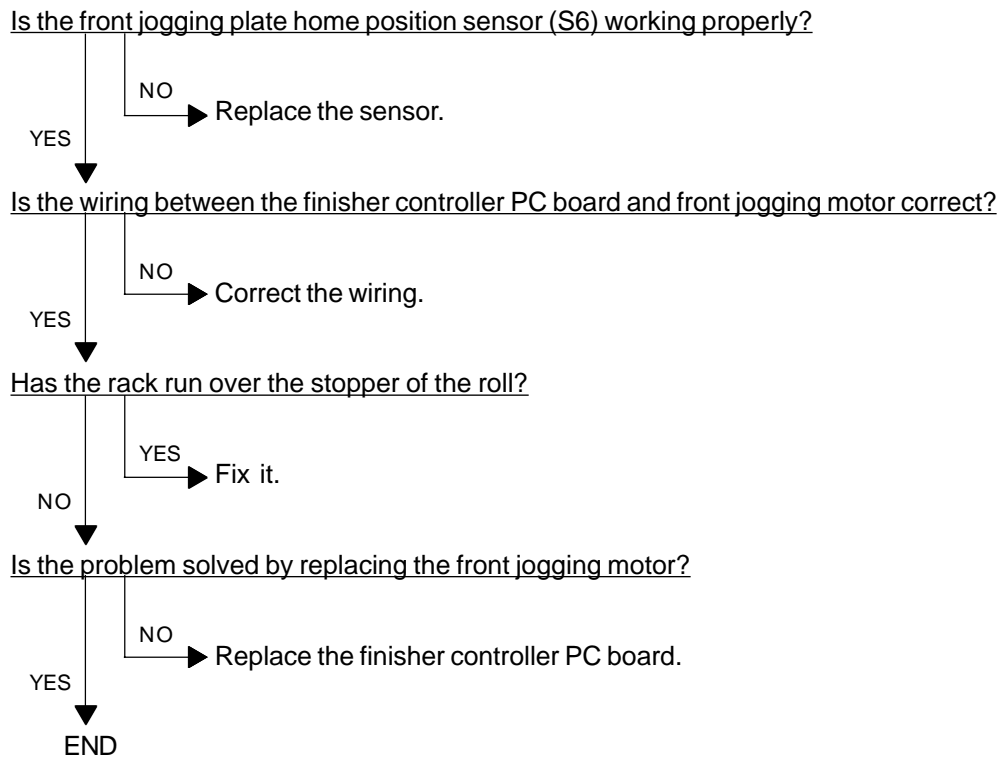 Is the front jogging plate home position sensor (S6) working properly?
NO
Replace the sensor.
YES
Is the wiring between the finisher controller PC board and front jogging motor correct?
NO
Correct the wiring.
YES
Has the rack run over the stopper of the roll?
YES
Fix it.
NO
Is the problem solved by replacing the front jogging motor?
NO
Replace the finisher controller PC board.
YES
END